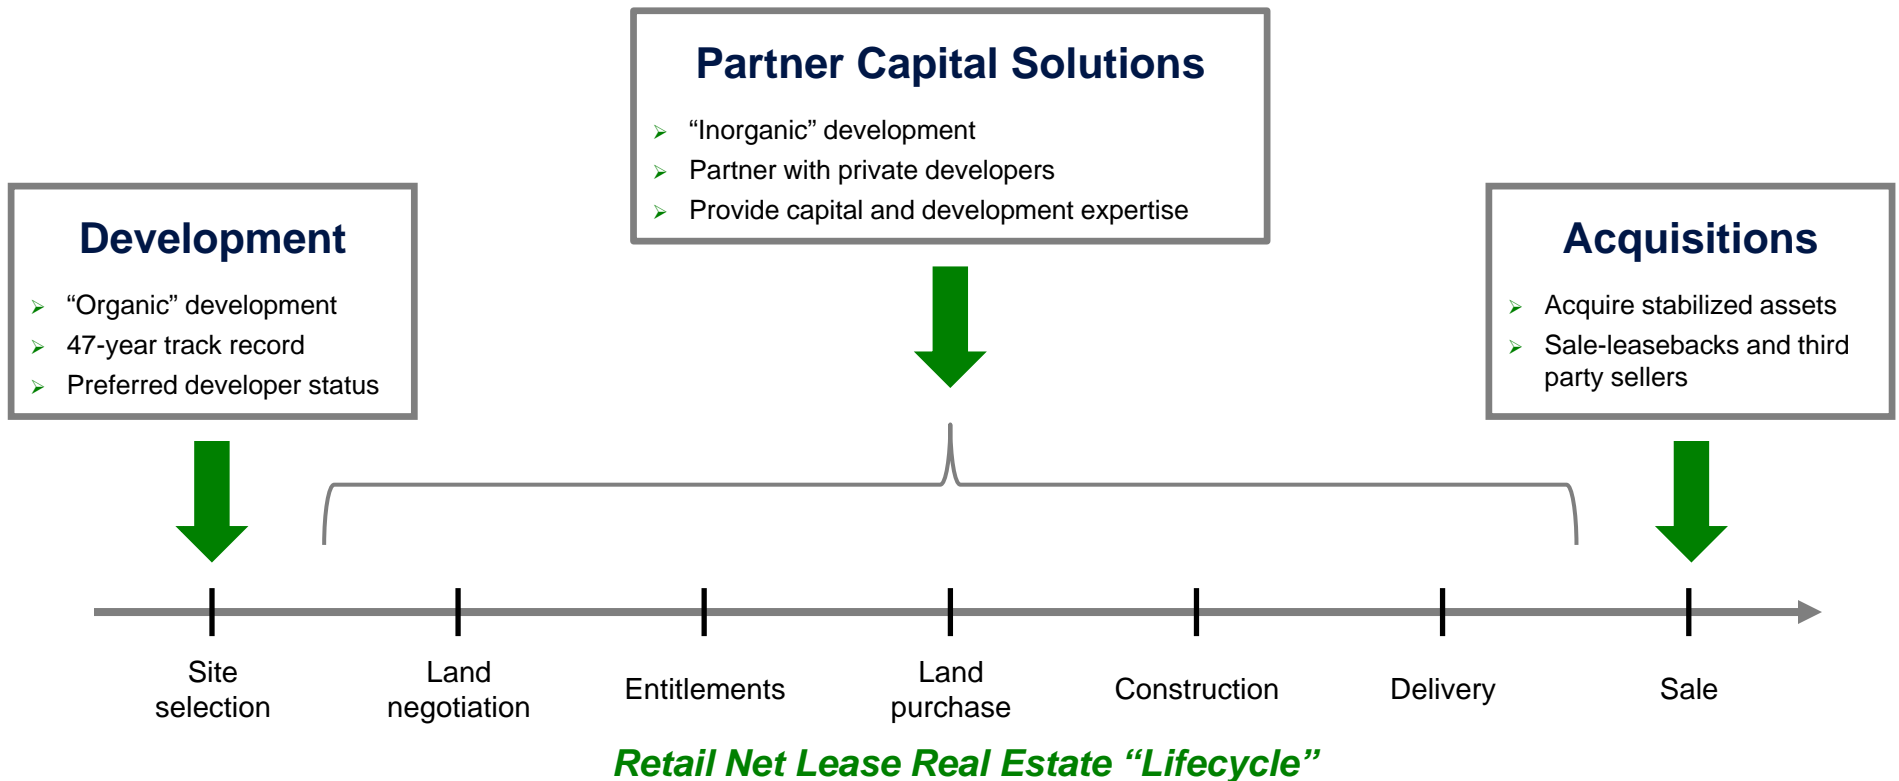 Partner Capital Solutions
“Inorganic” development
Partner with private developers
Provide capital and development expertise
Development
“Organic” development
47-year track record
Preferred developer status
Acquisitions
Acquire stabilized assets
Sale-leasebacks and third
party sellers
Site
selection
Land
negotiation
Entitlements
Land
purchase
Construction
Delivery
Sale
Retail Net Lease Real Estate “Lifecycle”